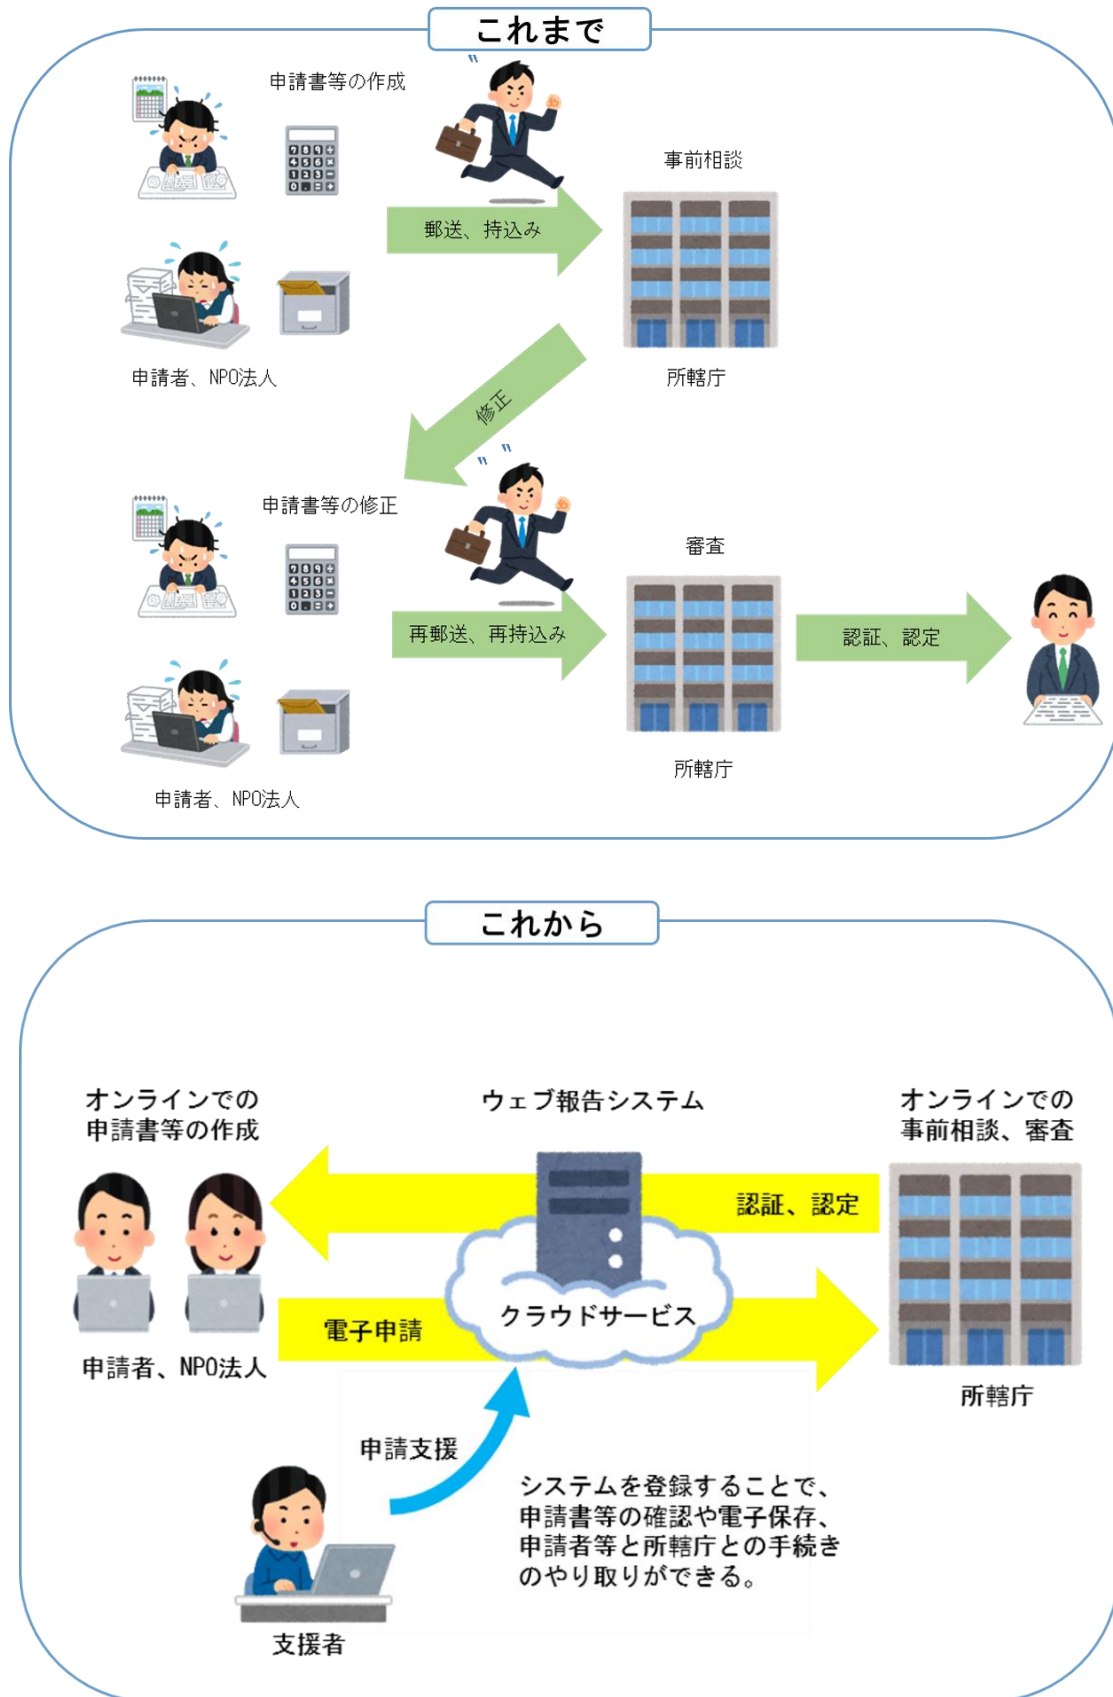 これまで
申請書等の作成
事前相談
郵送、持込み
申請者、NPO法人
所轄庁
修正
申請書等の修正
審査
再郵送、再持込み
認証、認定
所轄庁
申請者、NPO法人
これから
オンラインでの
申請書等の作成
ウェブ報告システム
オンラインでの
事前相談、審査
認証、認定
クラウドサービス
電子申請
申請者、NPO法人
所轄庁
申請支援
システムを登録することで、
申請書等の確認や電子保存、
申請者等と所轄庁との手続き
のやり取りができる。
支援者